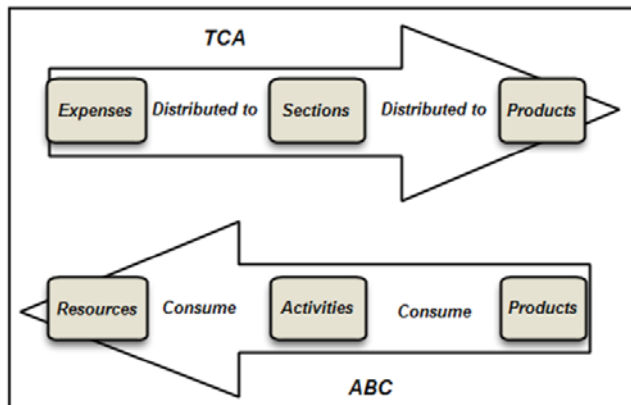 TCA
Expenses Distributed to Sections Distributed to Products
Resources Consume Activities Consume Products
ABC